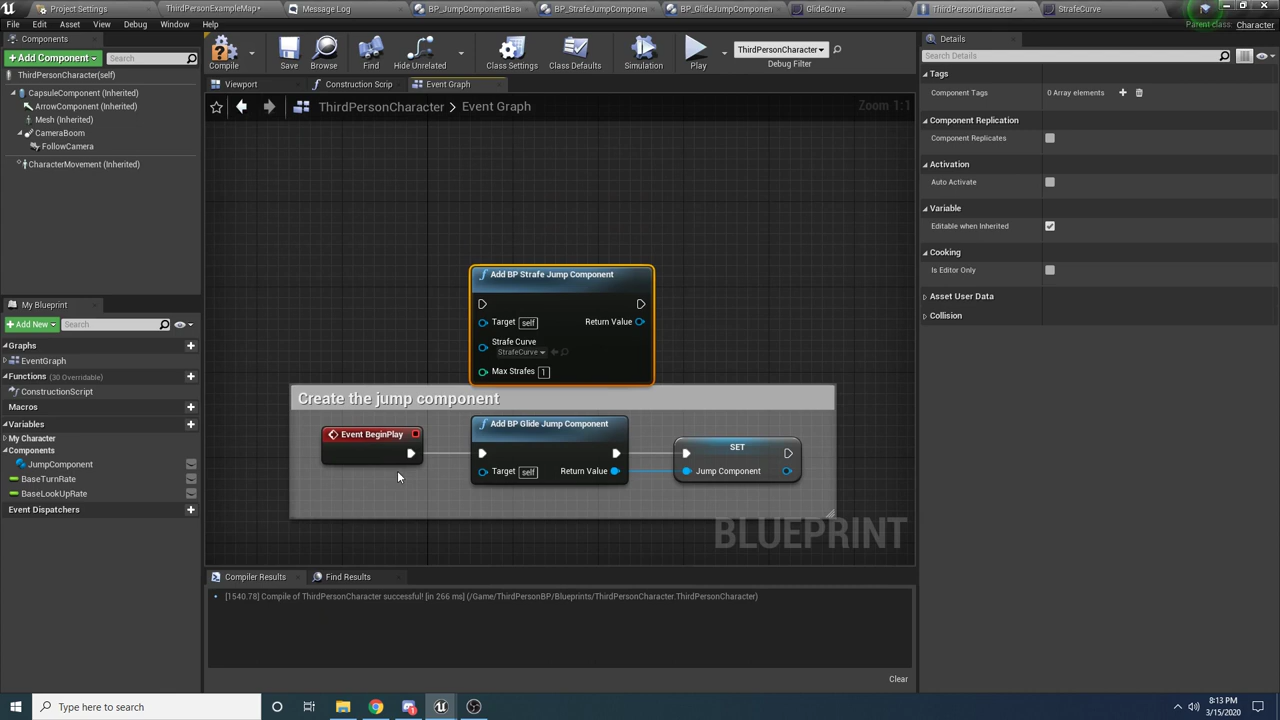 Project Settings
ThirdPersonExampleMap*
Message Log
BP_JumpComponentBas
BP_StrafeJumpComponen
BP_GlideJumpComponent
GlideCurve
ThirdPersonCharacter*
StrafeCurve
File
Edit
Asset
View
Debug
Window
Help
Parent class:
Character
Components
+ Add Component
Search
ThirdPersonCharacter(self)
CapsuleComponent (Inherited)
ArrowComponent (Inherited)
Mesh (Inherited)
CameraBoom
FollowCamera
CharacterMovement (Inherited)
Compile
Save
Browse
Find
Hide Unrelated
Class Settings
Class Defaults
Simulation
Play
ThirdPersonCharacter
Debug Filter
Viewport
Construction Scrip
Event Graph
ThirdPersonCharacter > Event Graph
Zoom 1:1
Add BP Strafe Jump Component
Target
self
Return Value
Strafe Curve
StrafeCurve
Max Strafes
1
Create the jump component
Event BeginPlay
Add BP Glide Jump Component
Target
self
Return Value
SET
Jump Component
BLUEPRINT
My Blueprint
+ Add New
Search
Graphs
EventGraph
Functions (30 Overridable)
ConstructionScript
Macros
Variables
My Character
Components
JumpComponent
BaseTurnRate
BaseLookUpRate
Event Dispatchers
Compiler Results
Find Results
[1540.78] Compile of ThirdPersonCharacter successful! [in 266 ms] (/Game/ThirdPersonBP/Blueprints/ThirdPersonCharacter.ThirdPersonCharacter)
Clear
Details
Search Details
Tags
Component Tags
0 Array elements
Component Replication
Component Replicates
Activation
Auto Activate
Variable
Editable when Inherited
Cooking
Is Editor Only
Asset User Data
Collision
Type here to search
8:13 PM
3/15/2020